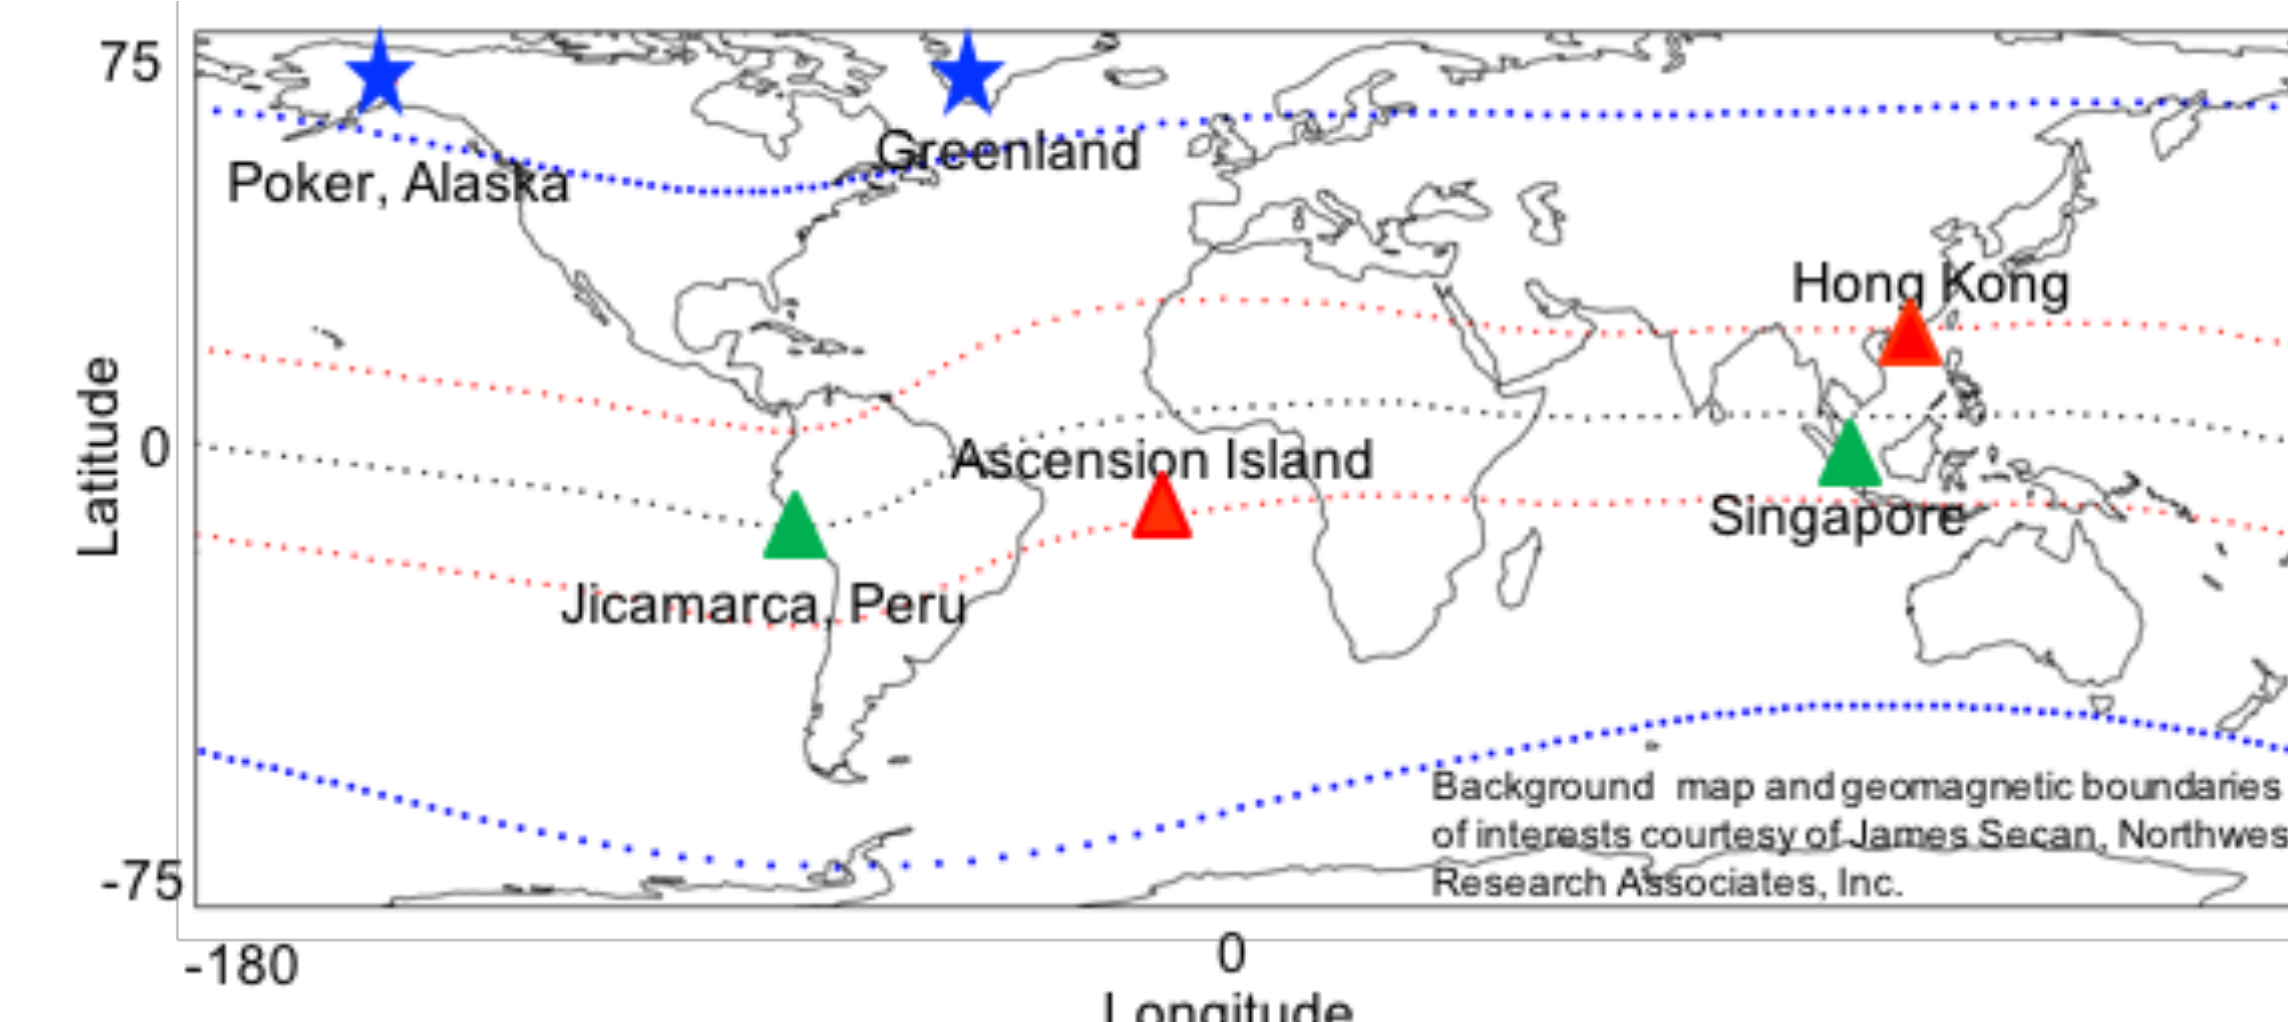 75
Greenland
Poker, Alaska
Hong Kong
Latitude
0
Ascension Island
Singapore
Jicamarca, Peru
Background map and geomagnetic boundaries
of interests courtesy of James Secan, Northwes
Research Associates, Inc.
-75
-180
0
Longitude